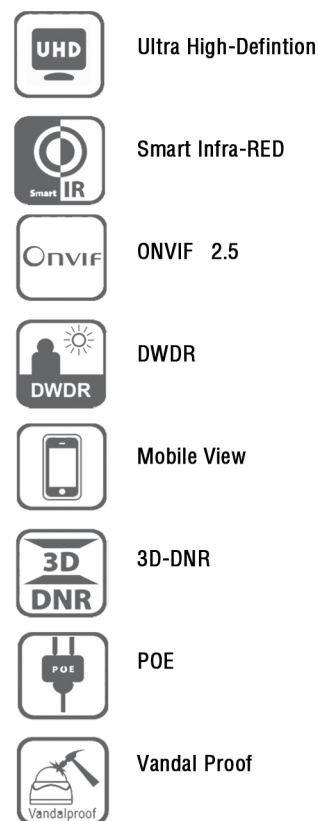 UHD
Ultra High-Defintion
Smart IR
Smart Infra-RED
ONVIF
ONVIF 2.5
DWDR
DWDR
Mobile View
3D
DNR
3D-DNR
POE
POE
Vandalproof
Vandal Proof